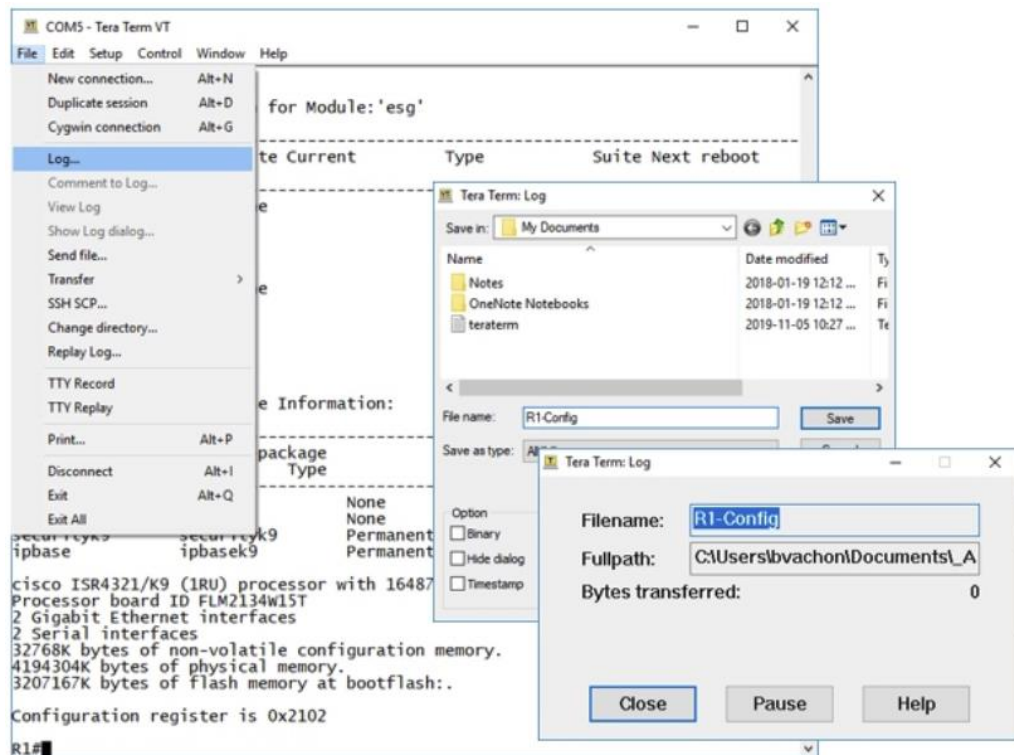 COM5 - Tera Term VT
File Edit Setup Control Window Help
New connection... Alt+N
Duplicate session Alt+D
Cygwin connection Alt+G
Log...
Comment to Log...
View Log
Show Log dialog...
Send file...
Transfer >
SSH SCP...
Change directory...
Replay Log...
TTY Record
TTY Replay
Print... Alt+P
Disconnect Alt+I
Exit Alt+Q
Exit All
for Module:'esg'
te Current Type Suite Next reboot
e
e
e Information:
package
Type
None
None
securityk9 securityk9 Permanent
ipbase ipbasek9 Permanent
cisco ISR4321/K9 (1RU) processor with 16487
Processor board ID FLM2134W15T
2 Gigabit Ethernet interfaces
2 Serial interfaces
32768K bytes of non-volatile configuration memory.
4194304K bytes of physical memory.
3207167K bytes of flash memory at bootflash:.
Configuration register is 0x2102
R1#
Tera Term: Log
Save in: My Documents
Name Date modified Ty
Notes 2018-01-19 12:12 ... Fi
OneNote Notebooks 2018-01-19 12:12 ... Fi
teraterm 2019-11-05 10:27 ... Te
File name: R1-Config Save
Save as type:
Option
Binary
Hide dialog
Timestamp
Tera Term: Log
Filename: R1-Config
Fullpath: C:\Users\bvachon\Documents\_A
Bytes transferred: 0
Close Pause Help